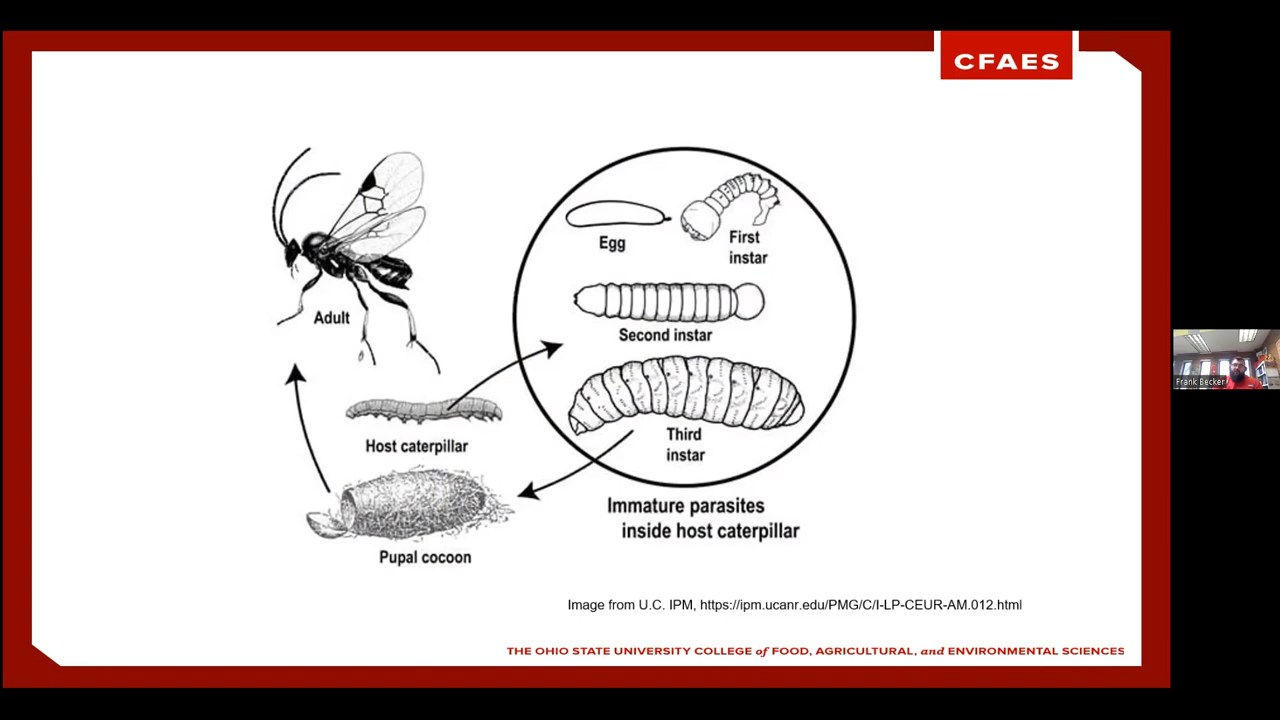 CFAES
Egg
First
instar
Adult
Second instar
Host caterpillar
Third
instar
Immature parasites
inside host caterpillar
Pupal cocoon
Image from U.C. IPM, https://ipm.ucanr.edu/PMG/C/I-LP-CEUR-AM.012.html
THE OHIO STATE UNIVERSITY COLLEGE of FOOD, AGRICULTURAL, and ENVIRONMENTAL SCIENCES
Frank Becker